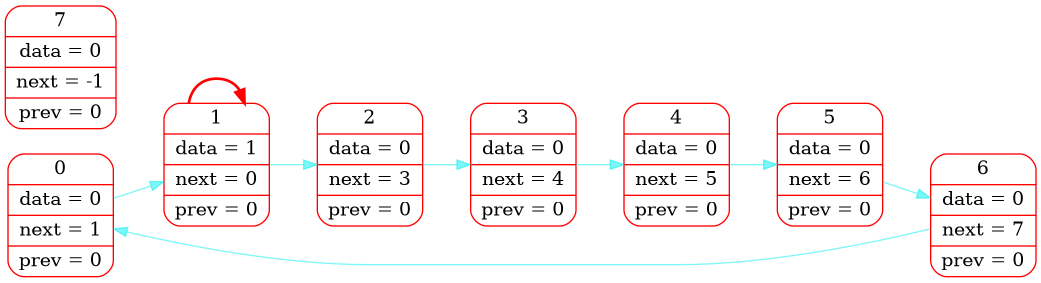 7
data = 0
next = -1
prev = 0
0
data = 0
next = 1
prev = 0
1
data = 1
next = 0
prev = 0
2
data = 0
next = 3
prev = 0
3
data = 0
next = 4
prev = 0
4
data = 0
next = 5
prev = 0
5
data = 0
next = 6
prev = 0
6
data = 0
next = 7
prev = 0